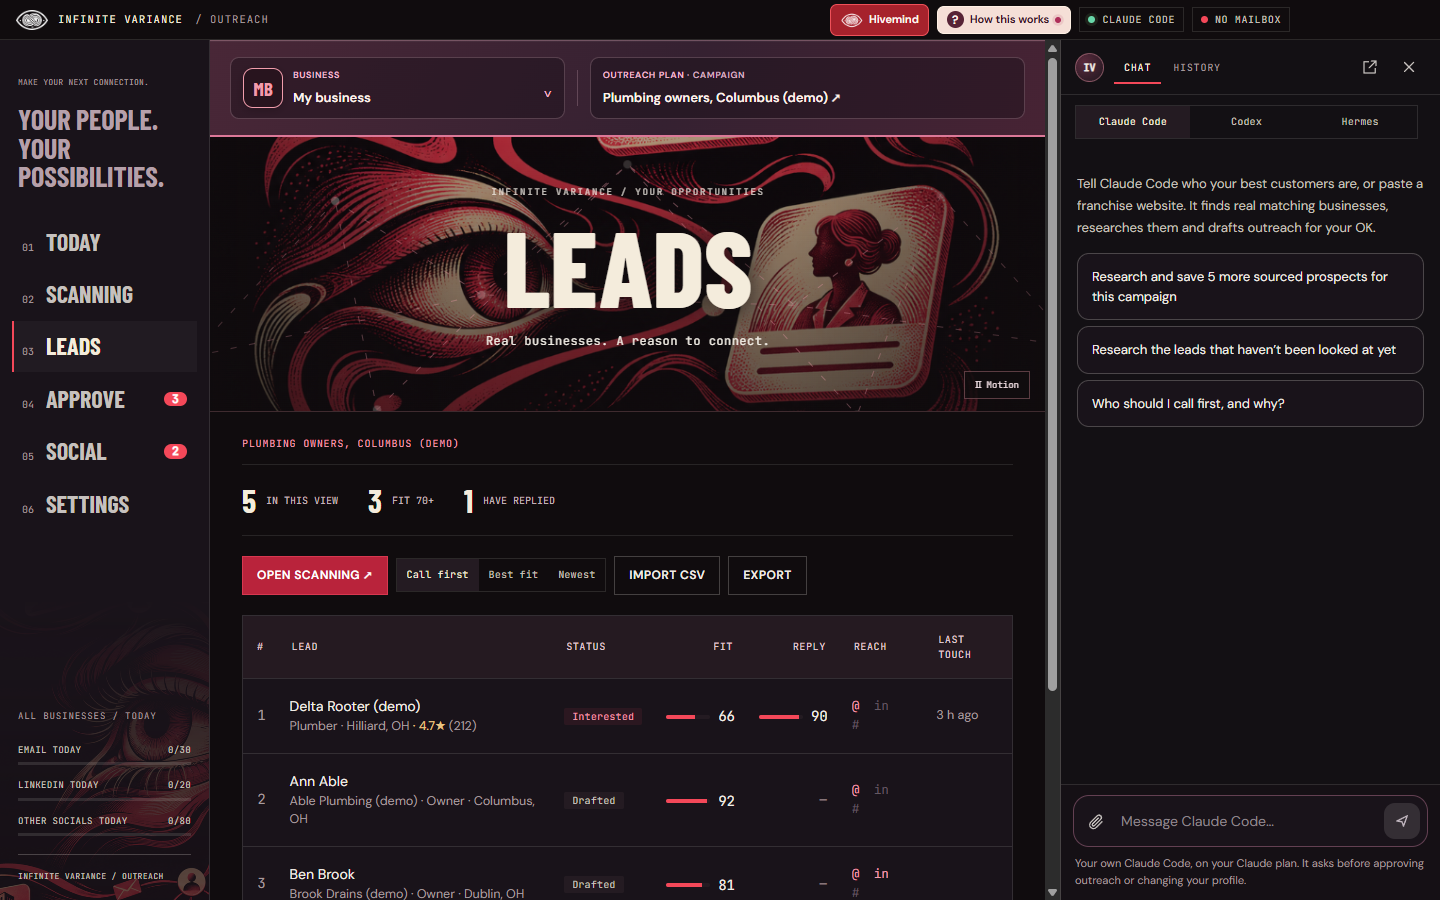 INFINITE VARIANCE / OUTREACH
Hivemind
? How this works
CLAUDE CODE
NO MAILBOX
MAKE YOUR NEXT CONNECTION.
YOUR PEOPLE.
YOUR
POSSIBILITIES.
01 TODAY
02 SCANNING
03 LEADS
04 APPROVE 3
05 SOCIAL 2
06 SETTINGS
ALL BUSINESSES / TODAY
EMAIL TODAY 0/30
LINKEDIN TODAY 0/20
OTHER SOCIALS TODAY 0/80
INFINITE VARIANCE / OUTREACH
MB
BUSINESS
My business
OUTREACH PLAN · CAMPAIGN
Plumbing owners, Columbus (demo) ↗
INFINITE VARIANCE / YOUR OPPORTUNITIES
LEADS
Real businesses. A reason to connect.
Motion
PLUMBING OWNERS, COLUMBUS (DEMO)
5 IN THIS VIEW 3 FIT 70+ 1 HAVE REPLIED
OPEN SCANNING ↗ Call first Best fit Newest IMPORT CSV EXPORT
# LEAD STATUS FIT REPLY REACH LAST
TOUCH
1 Delta Rooter (demo) Interested 66 90 @ in 3 h ago
Plumber · Hilliard, OH · 4.7★ (212) #
2 Ann Able Drafted 92 – @ in
Able Plumbing (demo) · Owner · Columbus, #
OH
3 Ben Brook Drafted 81 – @ in
Brook Drains (demo) · Owner · Dublin, OH #
IV CHAT HISTORY
Claude Code Codex Hermes
Tell Claude Code who your best customers are, or paste a
franchise website. It finds real matching businesses,
researches them and drafts outreach for your OK.
Research and save 5 more sourced prospects for
this campaign
Research the leads that haven't been looked at yet
Who should I call first, and why?
Message Claude Code…
Your own Claude Code, on your Claude plan. It asks before approving
outreach or changing your profile.